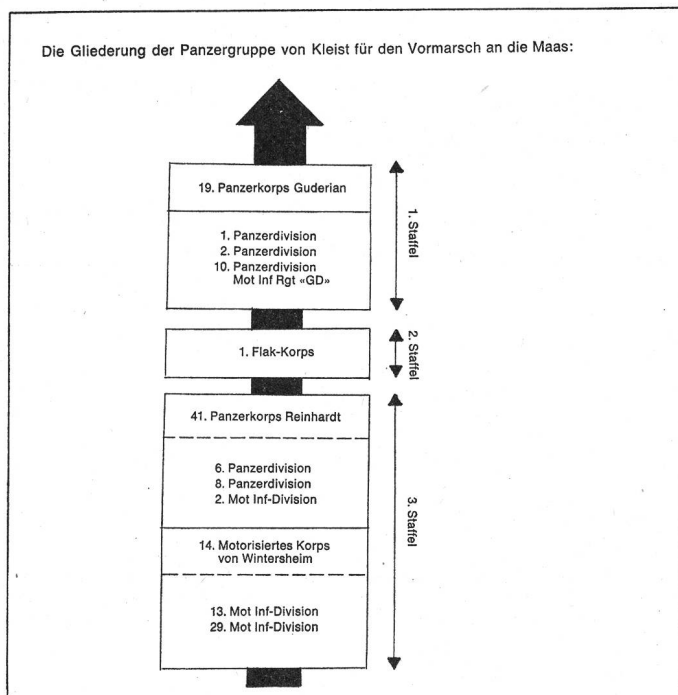 Die Gliederung der Panzergruppe von Kleist für den Vormarsch an die Maas:
19. Panzerkorps Guderian
1. Panzerdivision
2. Panzerdivision
10. Panzerdivision
Mot Inf Rgt «GD»
1. Staffel
1. Flak-Korps
2. Staffel
41. Panzerkorps Reinhardt
6. Panzerdivision
8. Panzerdivision
2. Mot Inf-Division
14. Motorisiertes Korps
von Wintersheim
13. Mot Inf-Division
29. Mot Inf-Division
3. Staffel